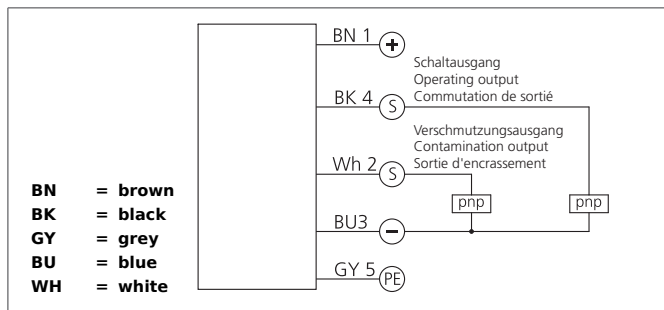 BN 1 +
Schaltausgang
Operating output
Commutation de sortié
BK 4 S
Verschmutzungsausgang
Contamination output
Sortie d'encrassement
Wh 2 S
pnp pnp
BU3 −
GY 5 PE
BN = brown
BK = black
GY = grey
BU = blue
WH = white